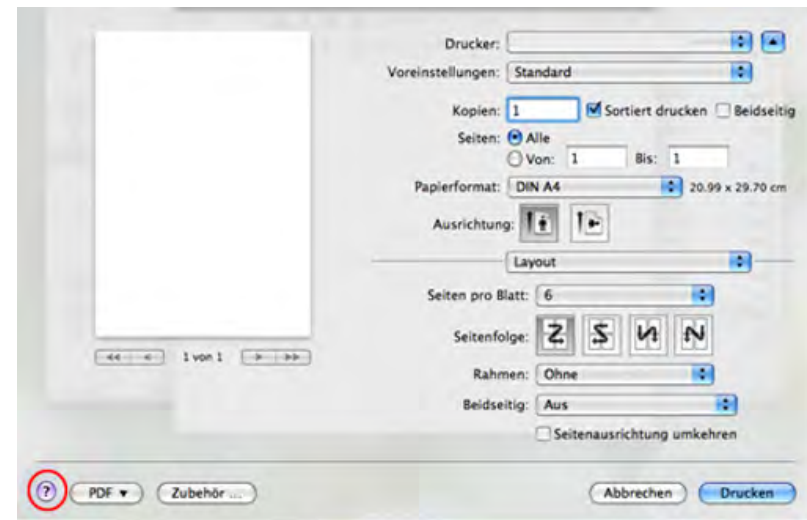 Drucker:
Voreinstellungen: Standard
Kopien: 1 Sortiert drucken Beidseitig
Seiten: Alle
Von: 1 Bis: 1
Papierformat: DIN A4 20.99 x 29.70 cm
Ausrichtung:
Layout
Seiten pro Blatt: 6
Seitenfolge:
<< < 1 von 1 > >>
Rahmen: Ohne
Beidseitig: Aus
Seitenausrichtung umkehren
? PDF ▼ Zubehör ... Abbrechen Drucken